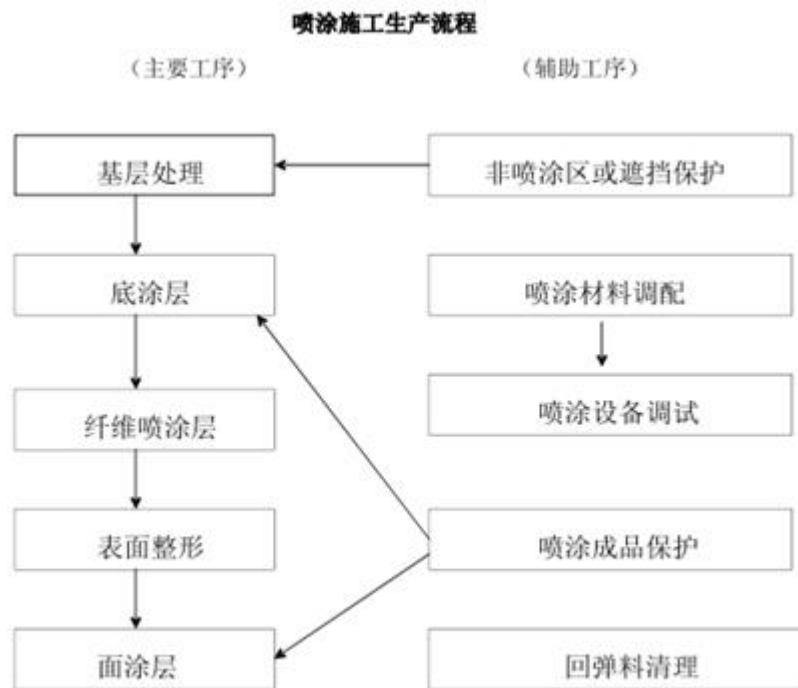 喷涂施工生产流程
（主要工序）
（辅助工序）
基层处理
非喷涂区或遮挡保护
底涂层
喷涂材料调配
纤维喷涂层
喷涂设备调试
表面整形
喷涂成品保护
面涂层
回弹料清理